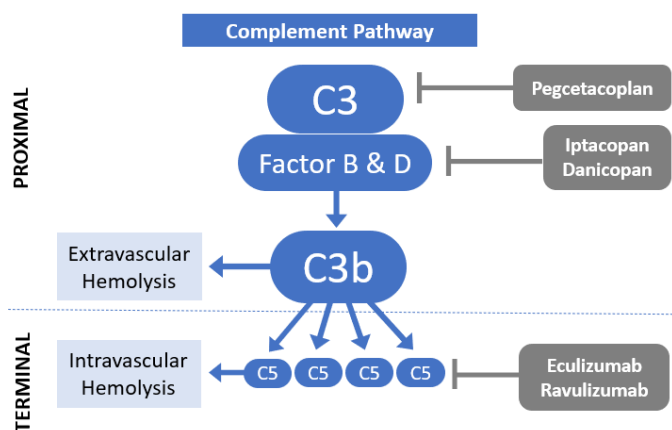 Complement Pathway
PROXIMAL
C3
Pegcetacoplan
Factor B & D
Iptacopan
Danicopan
Extravascular
Hemolysis
C3b
TERMINAL
Intravascular
Hemolysis
C5 C5 C5 C5
Eculizumab
Ravulizumab